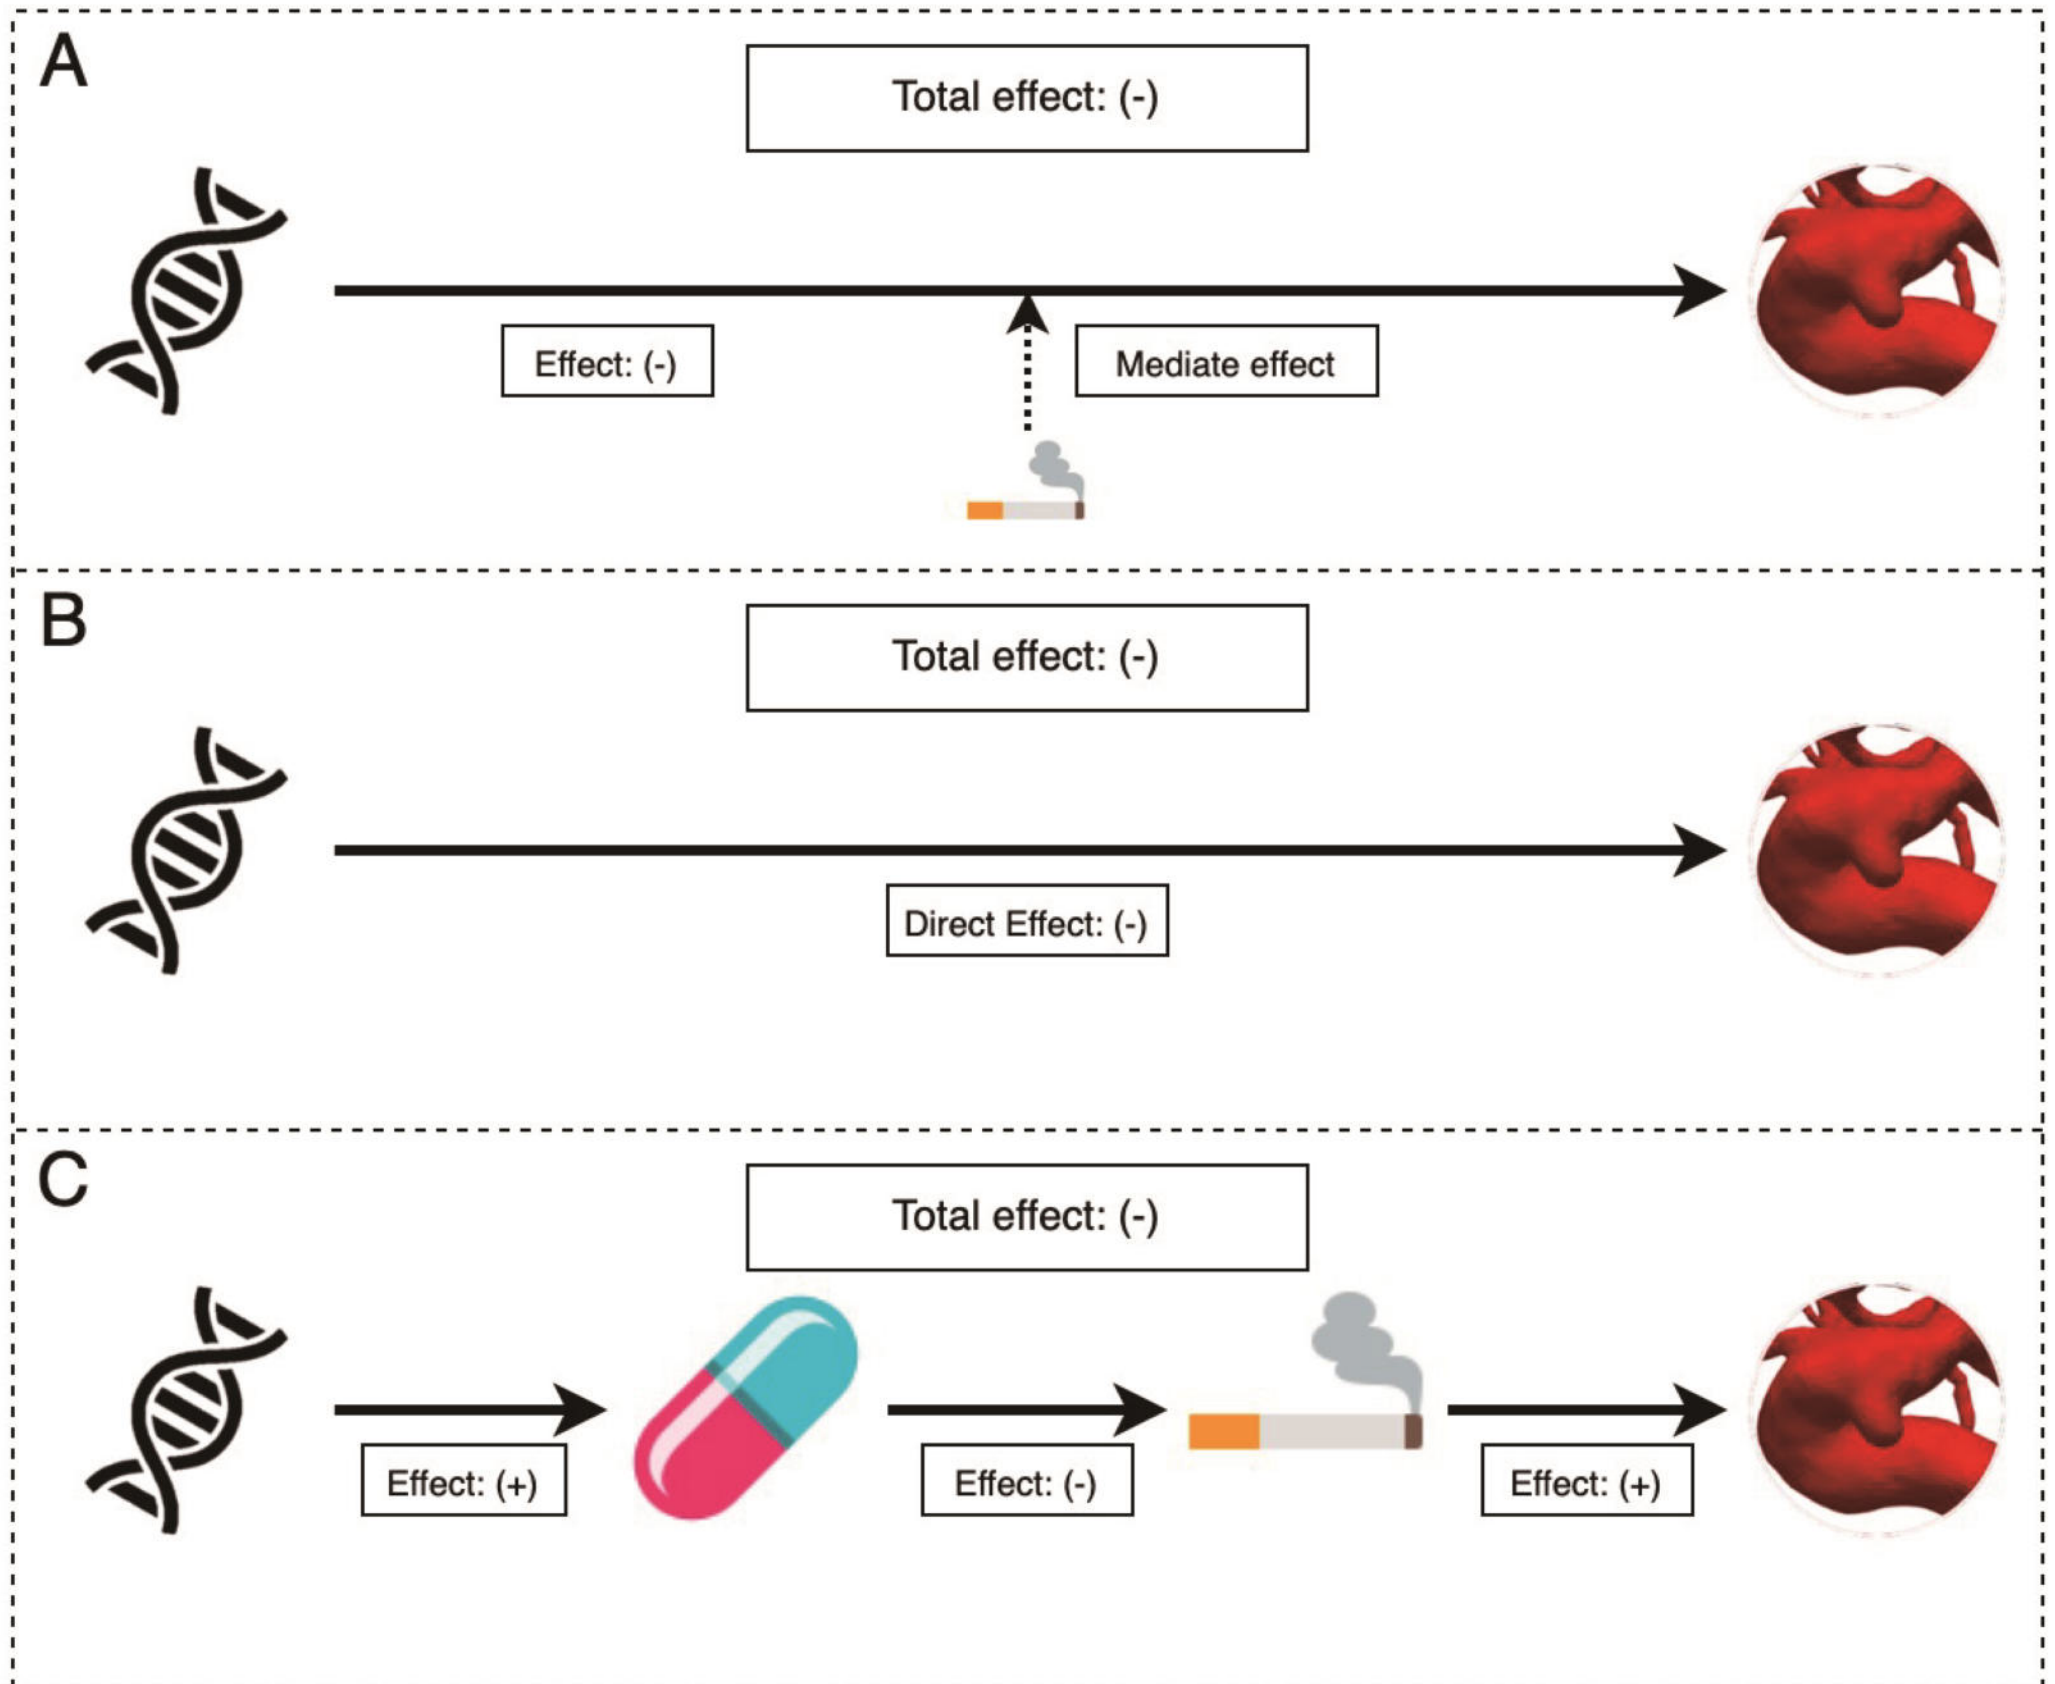 A
Total effect: (-)
Effect: (-)
Mediate effect
B
Total effect: (-)
Direct Effect: (-)
C
Total effect: (-)
Effect: (+)
Effect: (-)
Effect: (+)